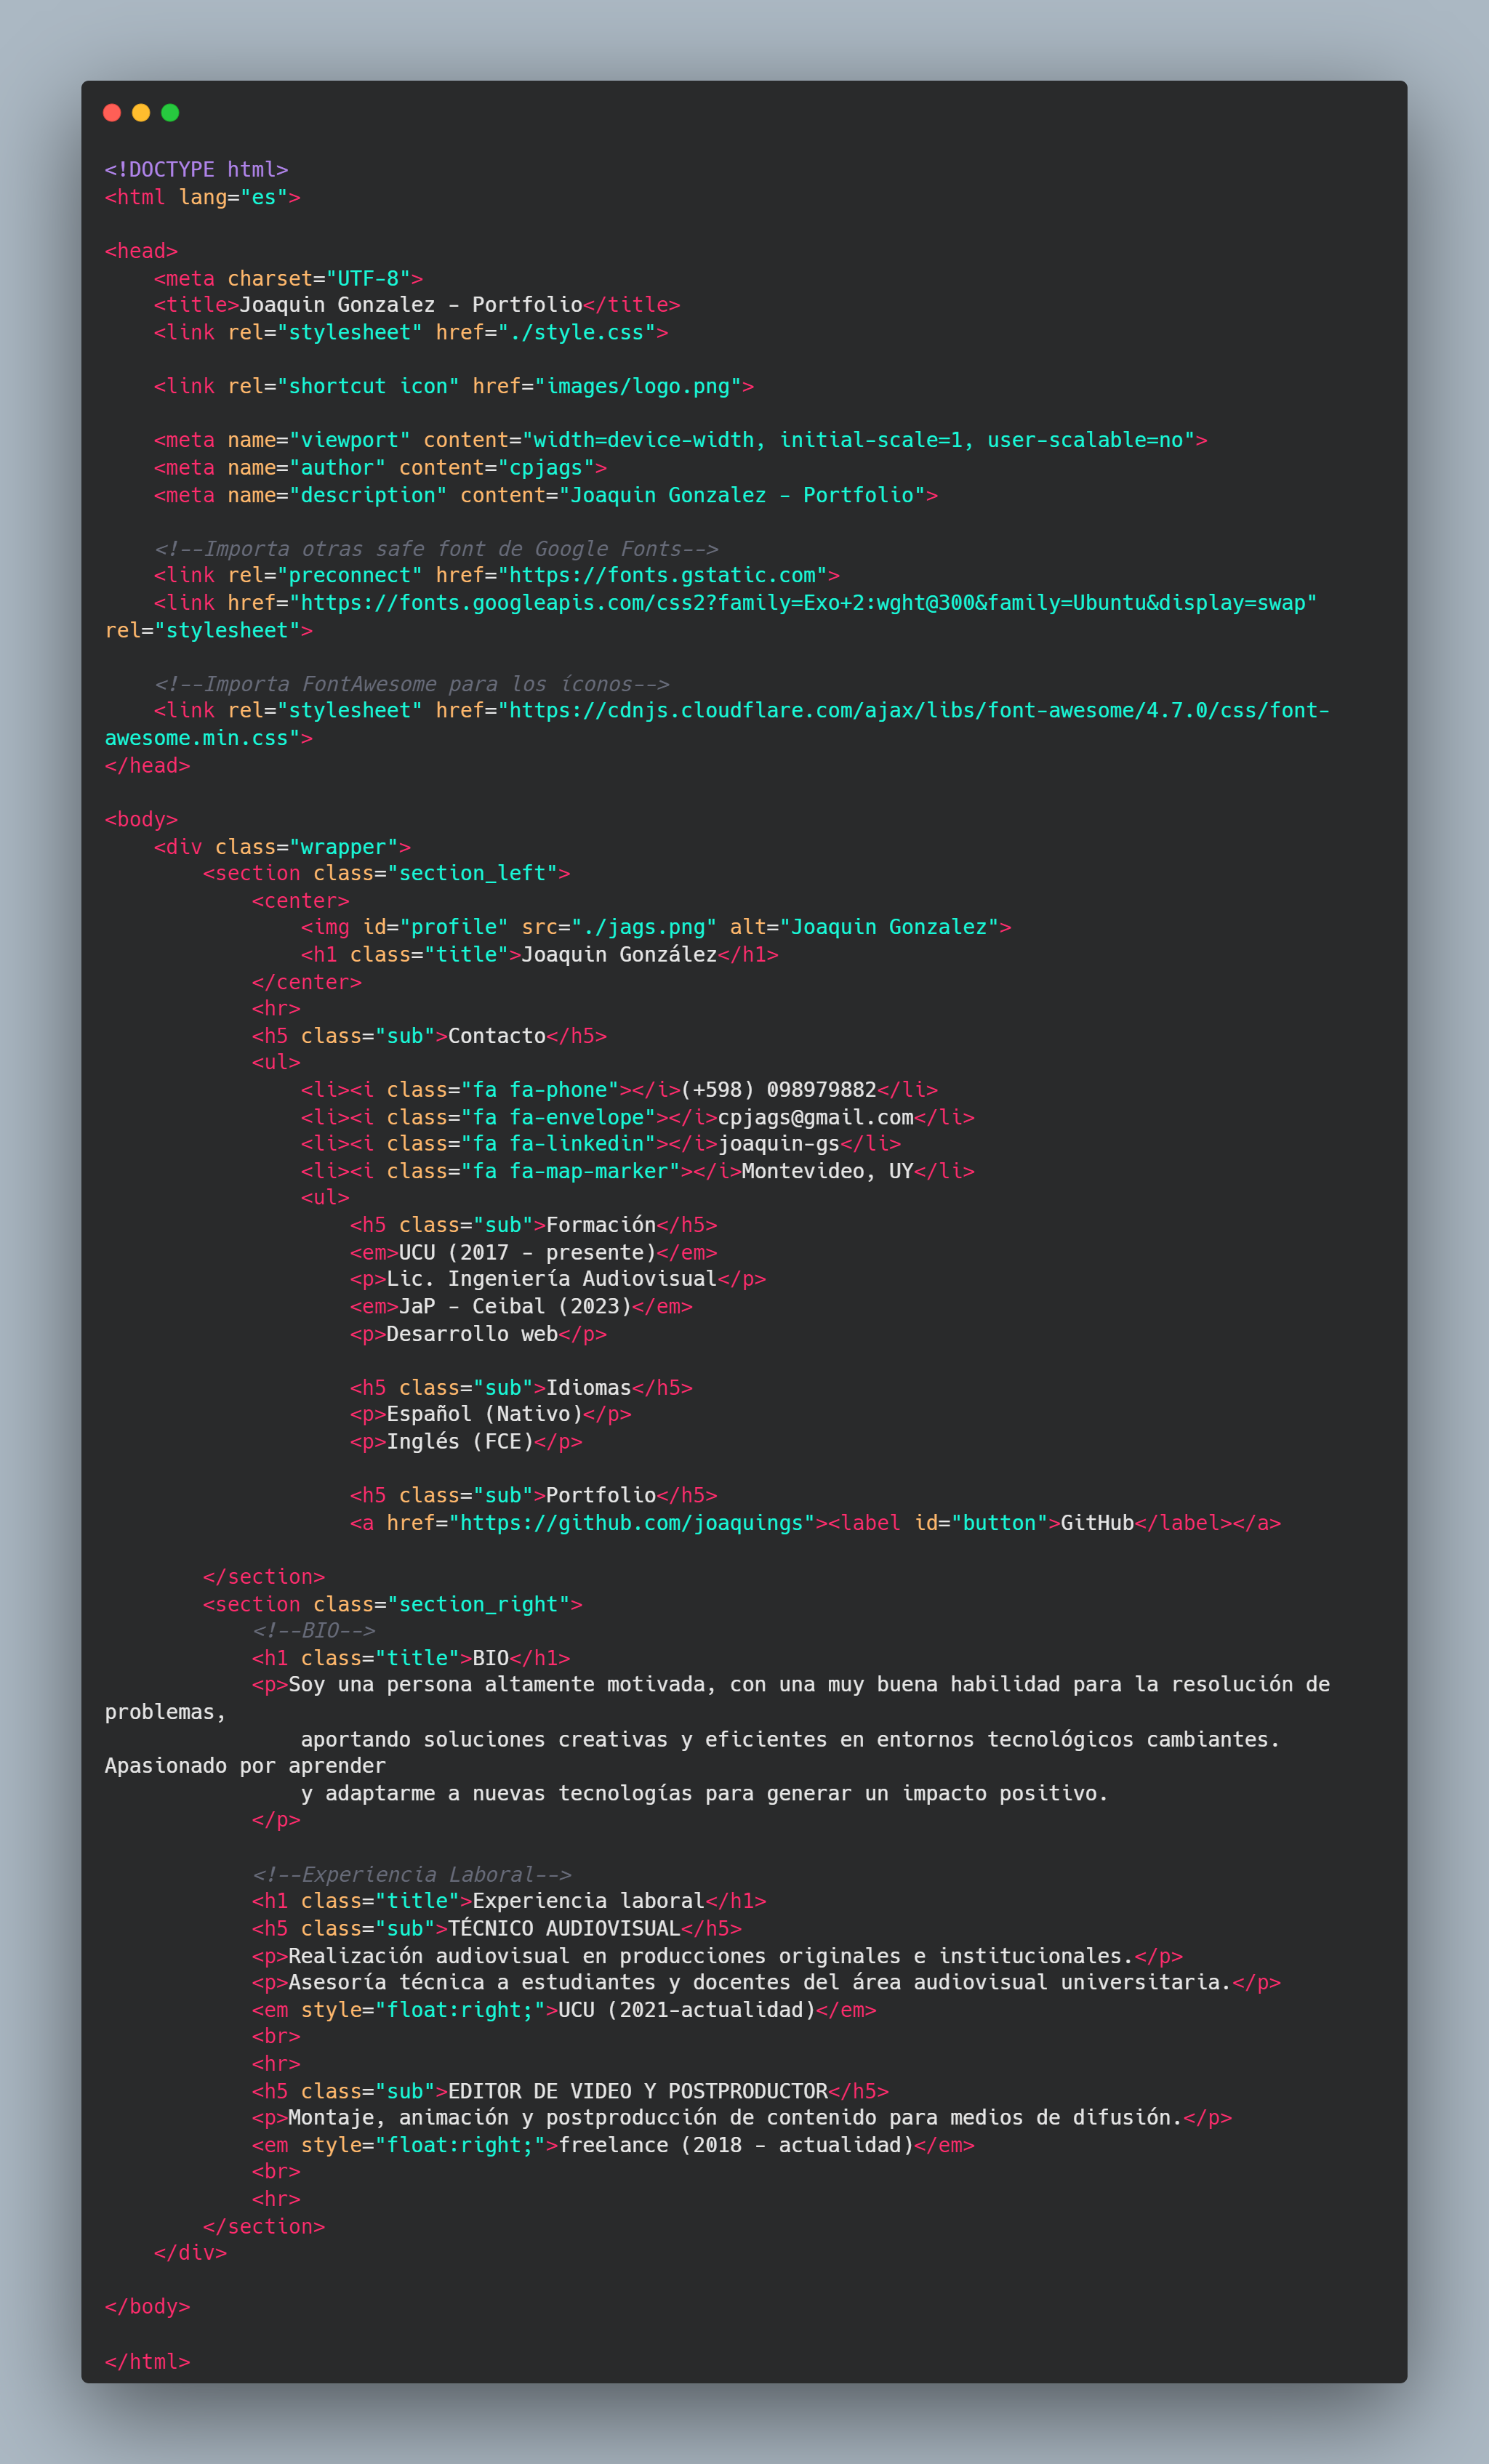 <!DOCTYPE html>
<html lang="es">

<head>
    <meta charset="UTF-8">
    <title>Joaquin Gonzalez - Portfolio</title>
    <link rel="stylesheet" href="./style.css">

    <link rel="shortcut icon" href="images/logo.png">

    <meta name="viewport" content="width=device-width, initial-scale=1, user-scalable=no">
    <meta name="author" content="cpjags">
    <meta name="description" content="Joaquin Gonzalez - Portfolio">

    <!--Importa otras safe font de Google Fonts-->
    <link rel="preconnect" href="https://fonts.gstatic.com">
    <link href="https://fonts.googleapis.com/css2?family=Exo+2:wght@300&family=Ubuntu&display=swap"
rel="stylesheet">

    <!--Importa FontAwesome para los íconos-->
    <link rel="stylesheet" href="https://cdnjs.cloudflare.com/ajax/libs/font-awesome/4.7.0/css/font-
awesome.min.css">
</head>

<body>
    <div class="wrapper">
        <section class="section_left">
            <center>
                <img id="profile" src="./jags.png" alt="Joaquin Gonzalez">
                <h1 class="title">Joaquin González</h1>
            </center>
            <hr>
            <h5 class="sub">Contacto</h5>
            <ul>
                <li><i class="fa fa-phone"></i>(+598) 098979882</li>
                <li><i class="fa fa-envelope"></i>cpjags@gmail.com</li>
                <li><i class="fa fa-linkedin"></i>joaquin-gs</li>
                <li><i class="fa fa-map-marker"></i>Montevideo, UY</li>
                <ul>
                    <h5 class="sub">Formación</h5>
                    <em>UCU (2017 - presente)</em>
                    <p>Lic. Ingeniería Audiovisual</p>
                    <em>JaP - Ceibal (2023)</em>
                    <p>Desarrollo web</p>

                    <h5 class="sub">Idiomas</h5>
                    <p>Español (Nativo)</p>
                    <p>Inglés (FCE)</p>

                    <h5 class="sub">Portfolio</h5>
                    <a href="https://github.com/joaquings"><label id="button">GitHub</label></a>

        </section>
        <section class="section_right">
            <!--BIO-->
            <h1 class="title">BIO</h1>
            <p>Soy una persona altamente motivada, con una muy buena habilidad para la resolución de
problemas,
                aportando soluciones creativas y eficientes en entornos tecnológicos cambiantes.
Apasionado por aprender
                y adaptarme a nuevas tecnologías para generar un impacto positivo.
            </p>

            <!--Experiencia Laboral-->
            <h1 class="title">Experiencia laboral</h1>
            <h5 class="sub">TÉCNICO AUDIOVISUAL</h5>
            <p>Realización audiovisual en producciones originales e institucionales.</p>
            <p>Asesoría técnica a estudiantes y docentes del área audiovisual universitaria.</p>
            <em style="float:right;">UCU (2021-actualidad)</em>
            <br>
            <hr>
            <h5 class="sub">EDITOR DE VIDEO Y POSTPRODUCTOR</h5>
            <p>Montaje, animación y postproducción de contenido para medios de difusión.</p>
            <em style="float:right;">freelance (2018 - actualidad)</em>
            <br>
            <hr>
        </section>
    </div>

</body>

</html>